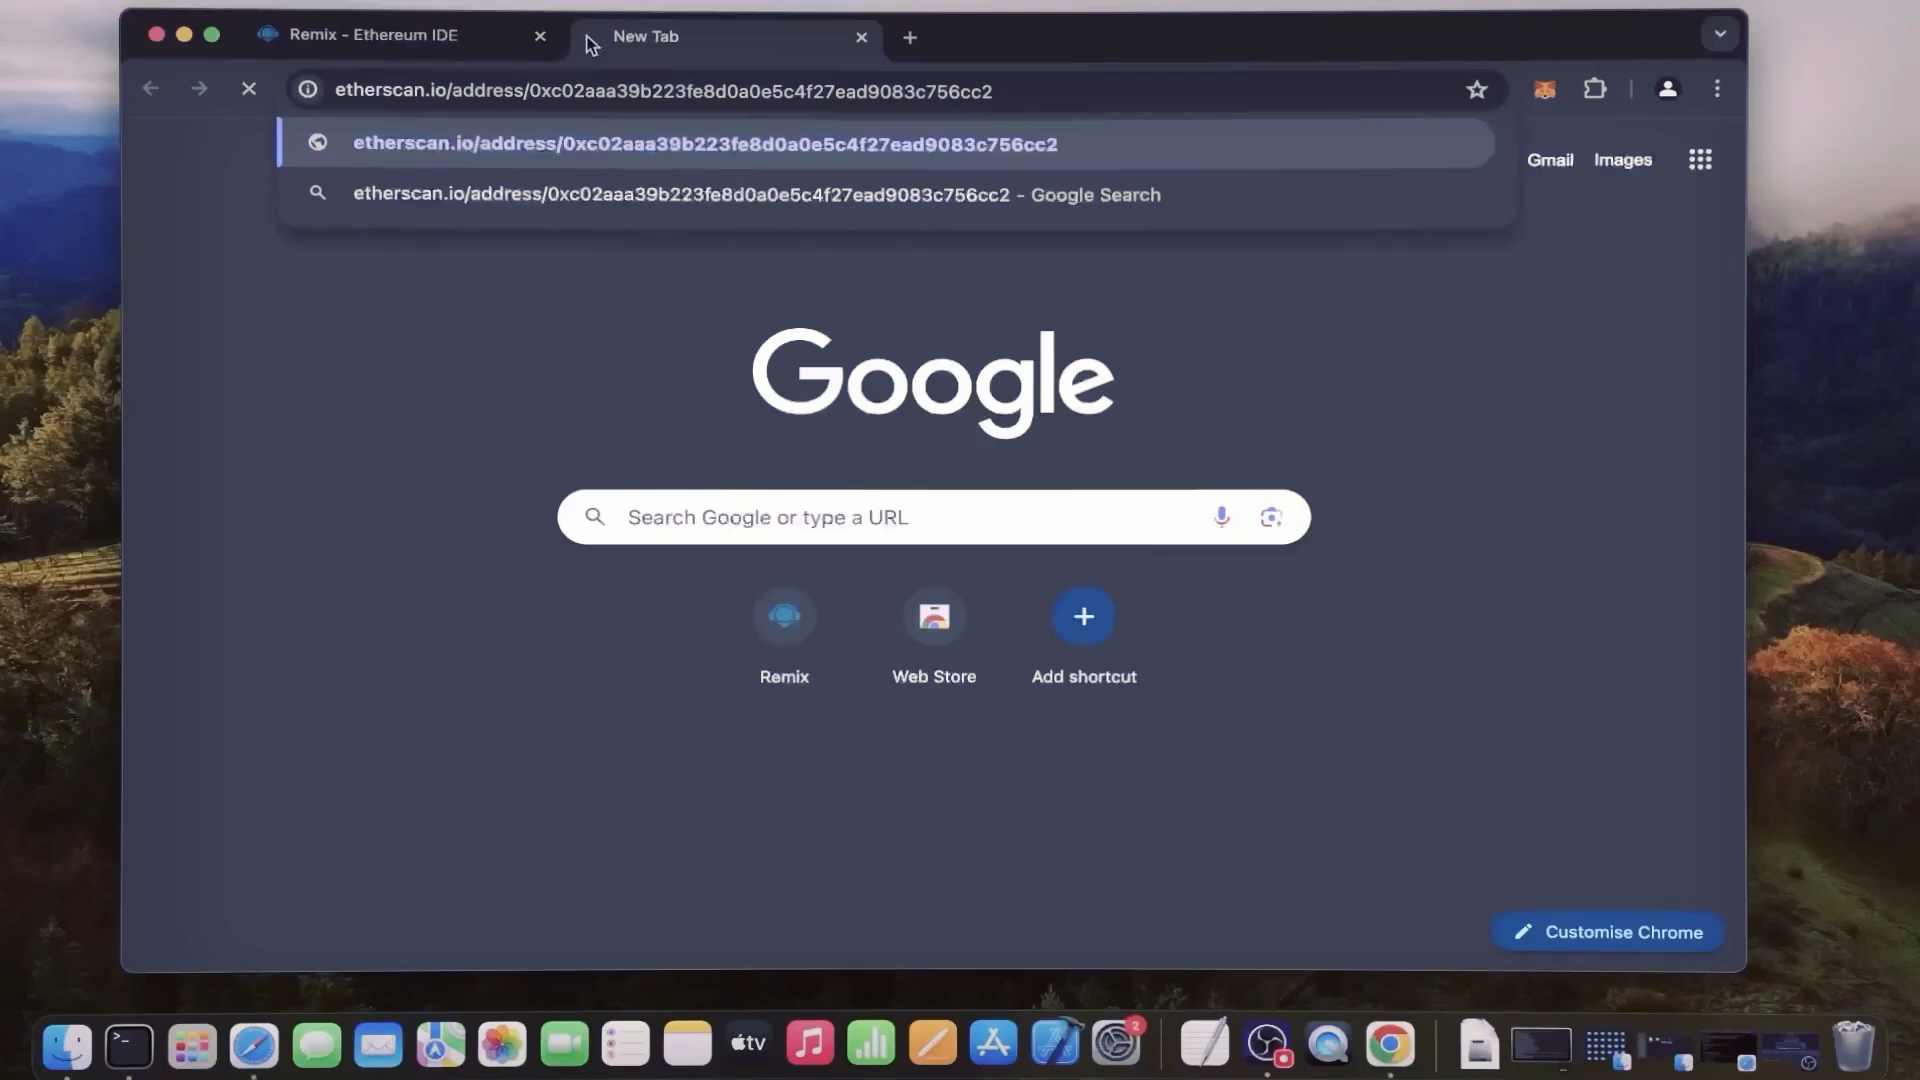 Remix - Ethereum IDE
New Tab
etherscan.io/address/0xc02aaa39b223fe8d0a0e5c4f27ead9083c756cc2
etherscan.io/address/0xc02aaa39b223fe8d0a0e5c4f27ead9083c756cc2
etherscan.io/address/0xc02aaa39b223fe8d0a0e5c4f27ead9083c756cc2 - Google Search
Gmail Images
Google
Search Google or type a URL
Remix
Web Store
Add shortcut
Customise Chrome
tv
2